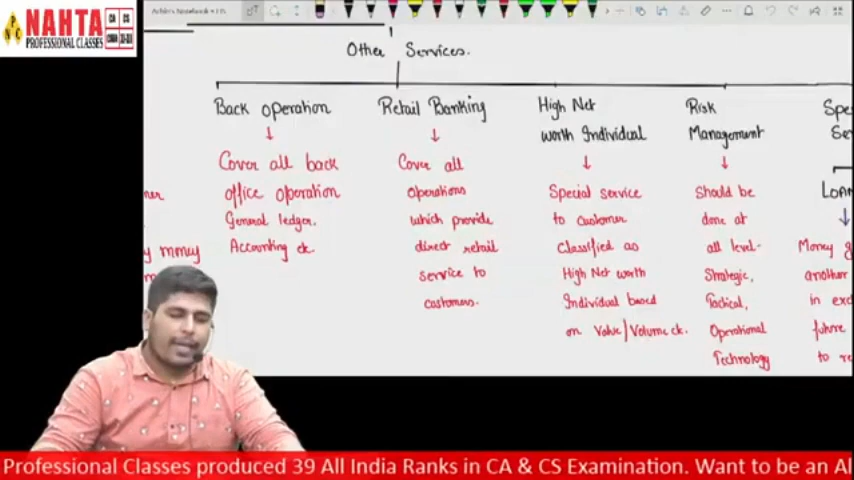 NAHTA
PROFESSIONAL CLASSES
CA CS
Other Services.
Back operation
Cover all back
office operation
General ledger.
Accounting etc.
Retail Banking
Cover all
operations
which provide
direct retail
service to
customers.
High Net
worth Individual
Special service
to customer
Classified as
High Net worth
Individual based
on Value/Volume etc.
Risk
Management
Should be
done at
all level-
Strategic,
Tactical,
Operational
Technology
Spe
Se
LOAN
Money g
another
in exc
future
to re
ner
y money
Professional Classes produced 39 All India Ranks in CA & CS Examination. Want to be an Al